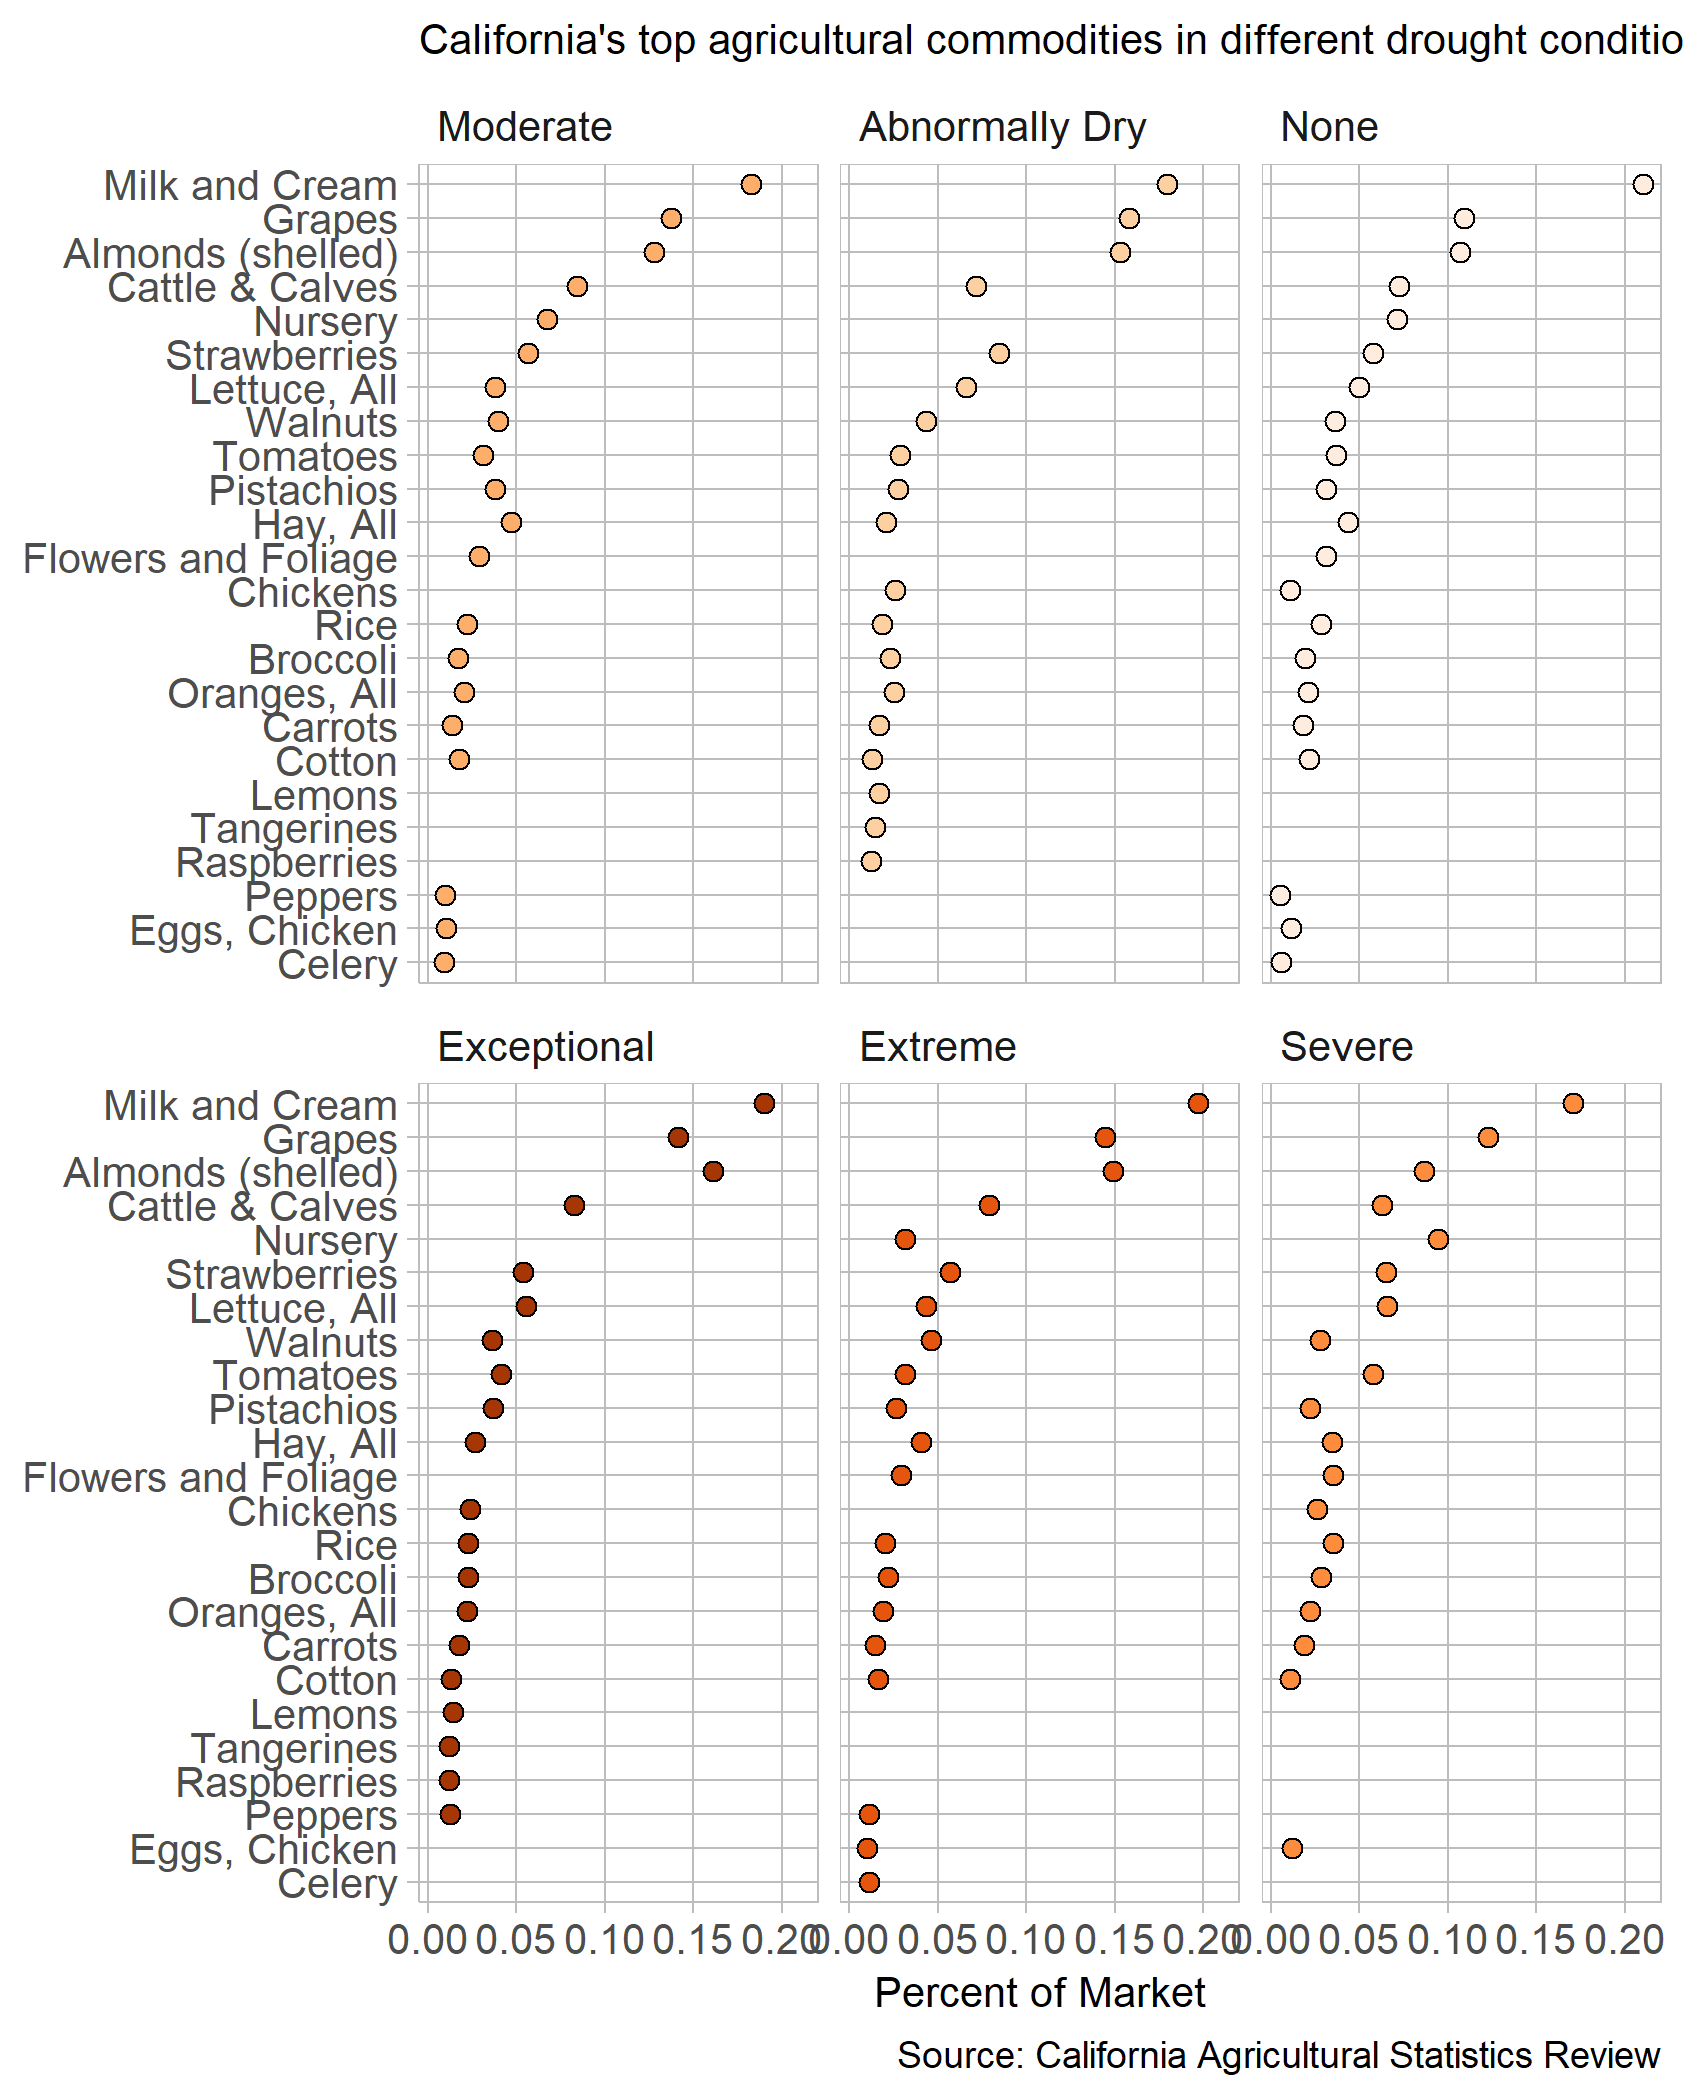 California's top agricultural commodities in different drought conditio
Moderate
Abnormally Dry
None
Milk and Cream
Grapes
Almonds (shelled)
Cattle & Calves
Nursery
Strawberries
Lettuce, All
Walnuts
Tomatoes
Pistachios
Hay, All
Flowers and Foliage
Chickens
Rice
Broccoli
Oranges, All
Carrots
Cotton
Lemons
Tangerines
Raspberries
Peppers
Eggs, Chicken
Celery
Exceptional
Extreme
Severe
Milk and Cream
Grapes
Almonds (shelled)
Cattle & Calves
Nursery
Strawberries
Lettuce, All
Walnuts
Tomatoes
Pistachios
Hay, All
Flowers and Foliage
Chickens
Rice
Broccoli
Oranges, All
Carrots
Cotton
Lemons
Tangerines
Raspberries
Peppers
Eggs, Chicken
Celery
0.00 0.05 0.10 0.15 0.20 0.00 0.05 0.10 0.15 0.20 0.00 0.05 0.10 0.15 0.20
Percent of Market
Source: California Agricultural Statistics Review